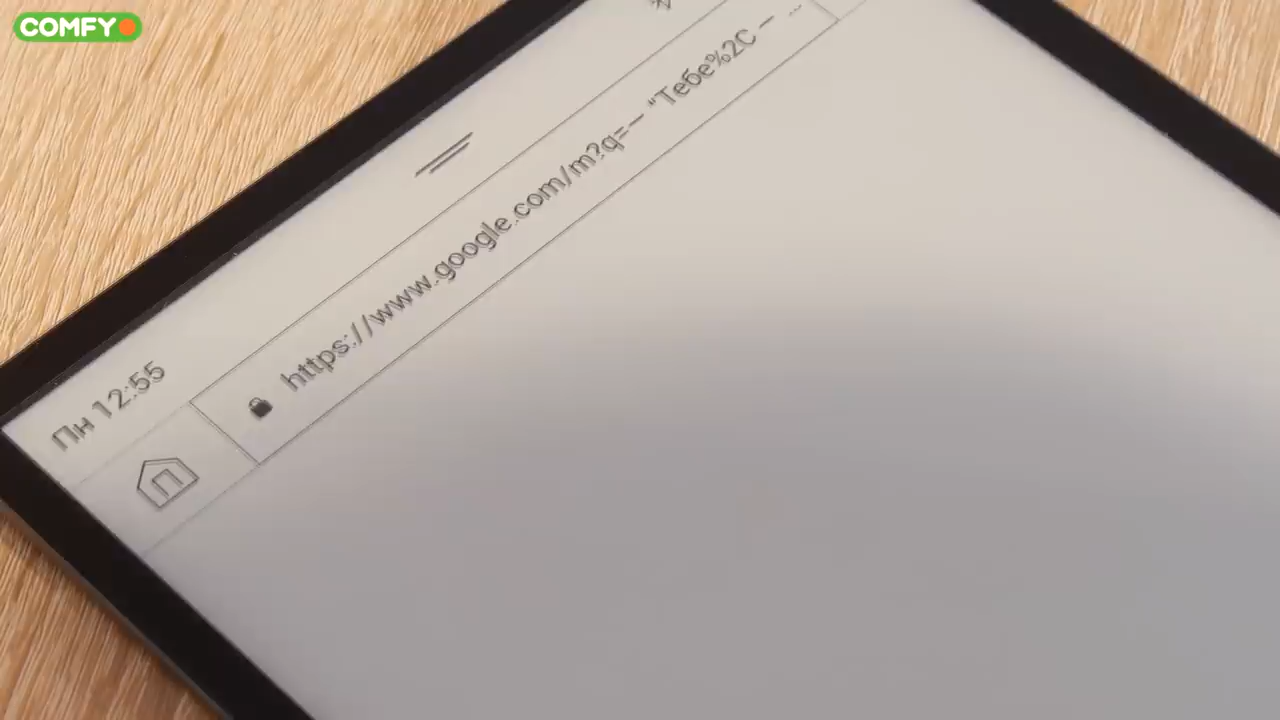 COMFY
Пн 12:55
https://www.google.com/m?q=— "Тебе%2C — ...